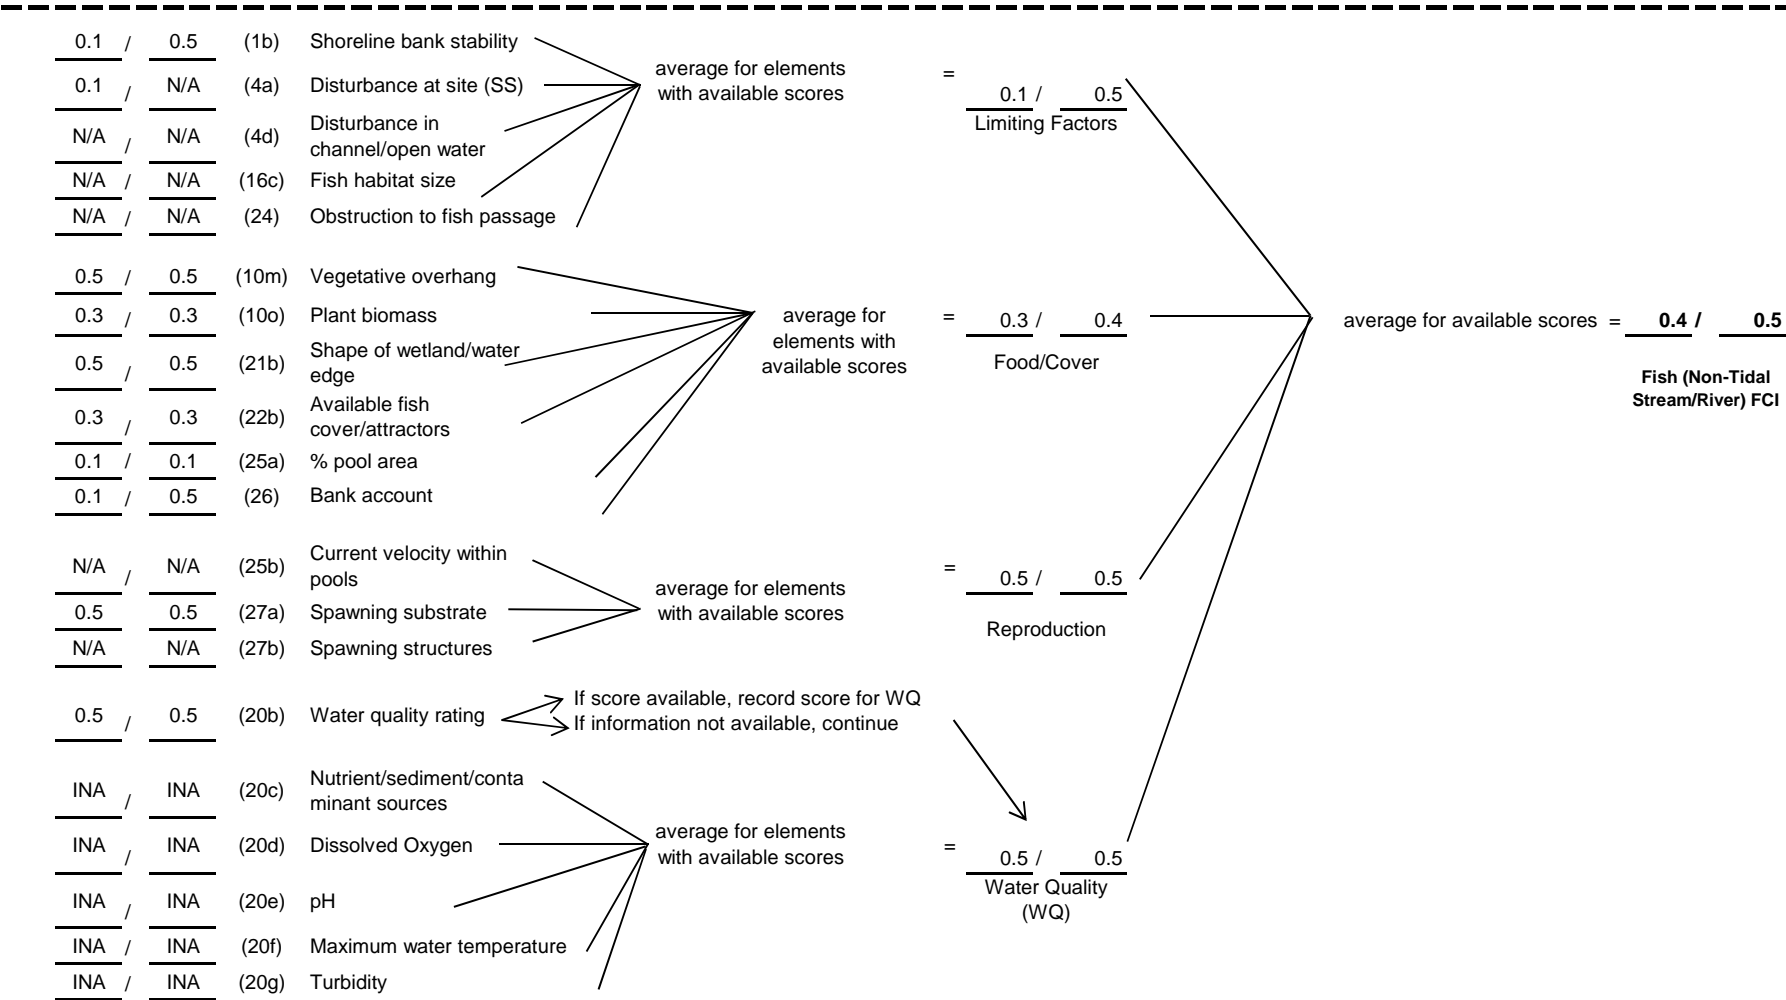 0.1 / 0.5 (1b) Shoreline bank stability
0.1 / N/A (4a) Disturbance at site (SS)
N/A / N/A (4d) Disturbance in
channel/open water
N/A / N/A (16c) Fish habitat size
N/A / N/A (24) Obstruction to fish passage
average for elements
with available scores
=
0.1 / 0.5
Limiting Factors
0.5 / 0.5 (10m) Vegetative overhang
0.3 / 0.3 (10o) Plant biomass
0.5 / 0.5 (21b) Shape of wetland/water
edge
0.3 / 0.3 (22b) Available fish
cover/attractors
0.1 / 0.1 (25a) % pool area
0.1 / 0.5 (26) Bank account
average for
elements with
available scores
= 0.3 / 0.4
Food/Cover
average for available scores = 0.4 / 0.5
Fish (Non-Tidal
Stream/River) FCI
N/A / N/A (25b) Current velocity within
pools
0.5 / 0.5 (27a) Spawning substrate
N/A / N/A (27b) Spawning structures
average for elements
with available scores
=
0.5 / 0.5
Reproduction
0.5 / 0.5 (20b) Water quality rating
If score available, record score for WQ
If information not available, continue
INA / INA (20c) Nutrient/sediment/conta
minant sources
INA / INA (20d) Dissolved Oxygen
INA / INA (20e) pH
INA / INA (20f) Maximum water temperature
INA / INA (20g) Turbidity
average for elements
with available scores
=
0.5 / 0.5
Water Quality
(WQ)